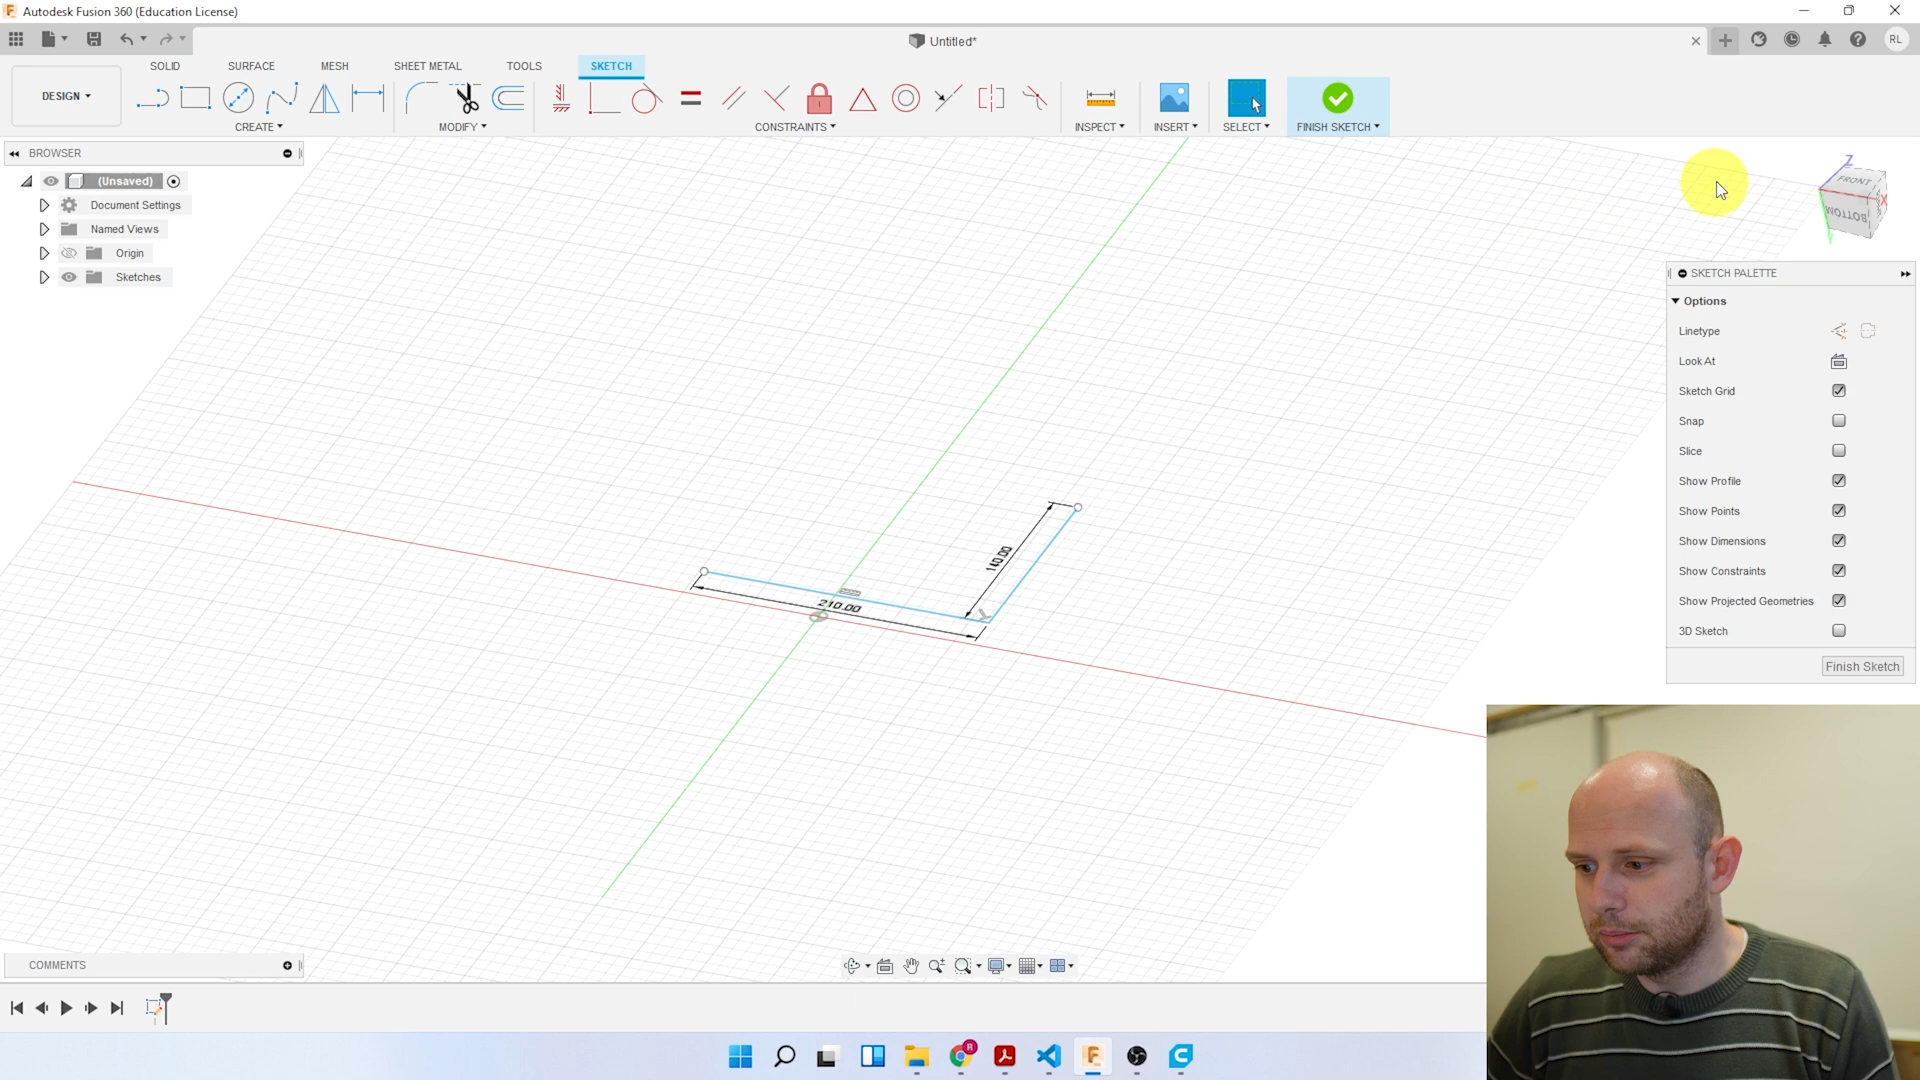 Autodesk Fusion 360 (Education License)
Untitled*
RL
SOLID
SURFACE
MESH
SHEET METAL
TOOLS
SKETCH
DESIGN
CREATE
MODIFY
CONSTRAINTS
INSPECT
INSERT
SELECT
FINISH SKETCH
BROWSER
(Unsaved)
Document Settings
Named Views
Origin
Sketches
Z
FRONT
BOTTOM
X
Y
SKETCH PALETTE
Options
Linetype
Look At
Sketch Grid
Snap
Slice
Show Profile
Show Points
Show Dimensions
Show Constraints
Show Projected Geometries
3D Sketch
Finish Sketch
140.00
210.00
COMMENTS
R